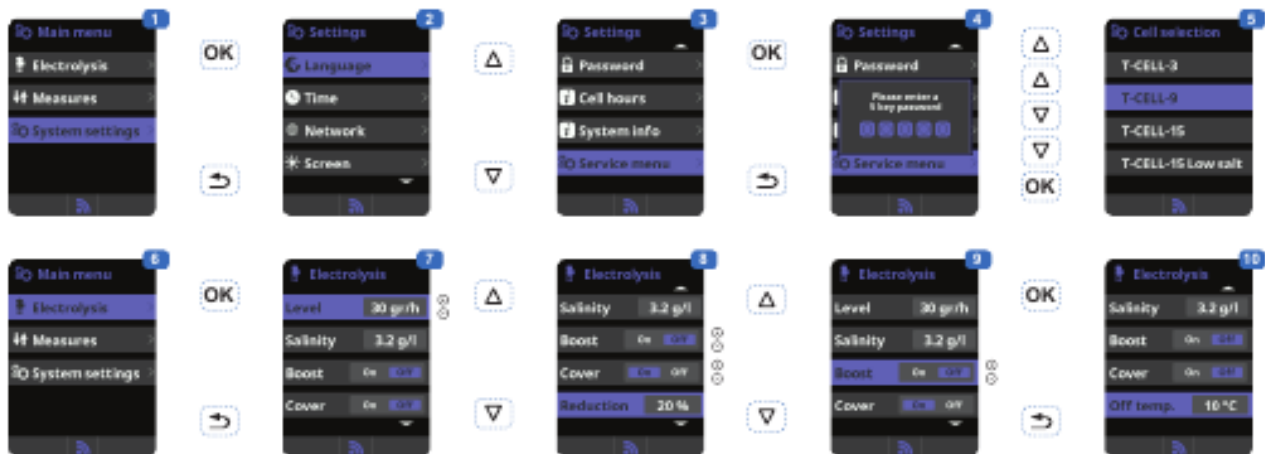 1
Main menu
Electrolysis
Measures
System settings
OK
2
Settings
Language
Time
Network
Screen
3
Settings
Password
Cell hours
System info
Service menu
OK
4
Settings
Password
Please enter a
5 key password
Service menu
OK
5
Cell selection
T-CELL-3
T-CELL-9
T-CELL-15
T-CELL-15 Low salt
6
Main menu
Electrolysis
Measures
System settings
OK
7
Electrolysis
Level 30 gr/h
Salinity 3.2 g/l
Boost On Off
Cover On Off
8
Electrolysis
Salinity 3.2 g/l
Boost On Off
Cover On Off
Reduction 20 %
9
Electrolysis
Level 30 gr/h
Salinity 3.2 g/l
Boost On Off
Cover On Off
OK
10
Electrolysis
Salinity 3.2 g/l
Boost On Off
Cover On Off
Off temp. 10 °C